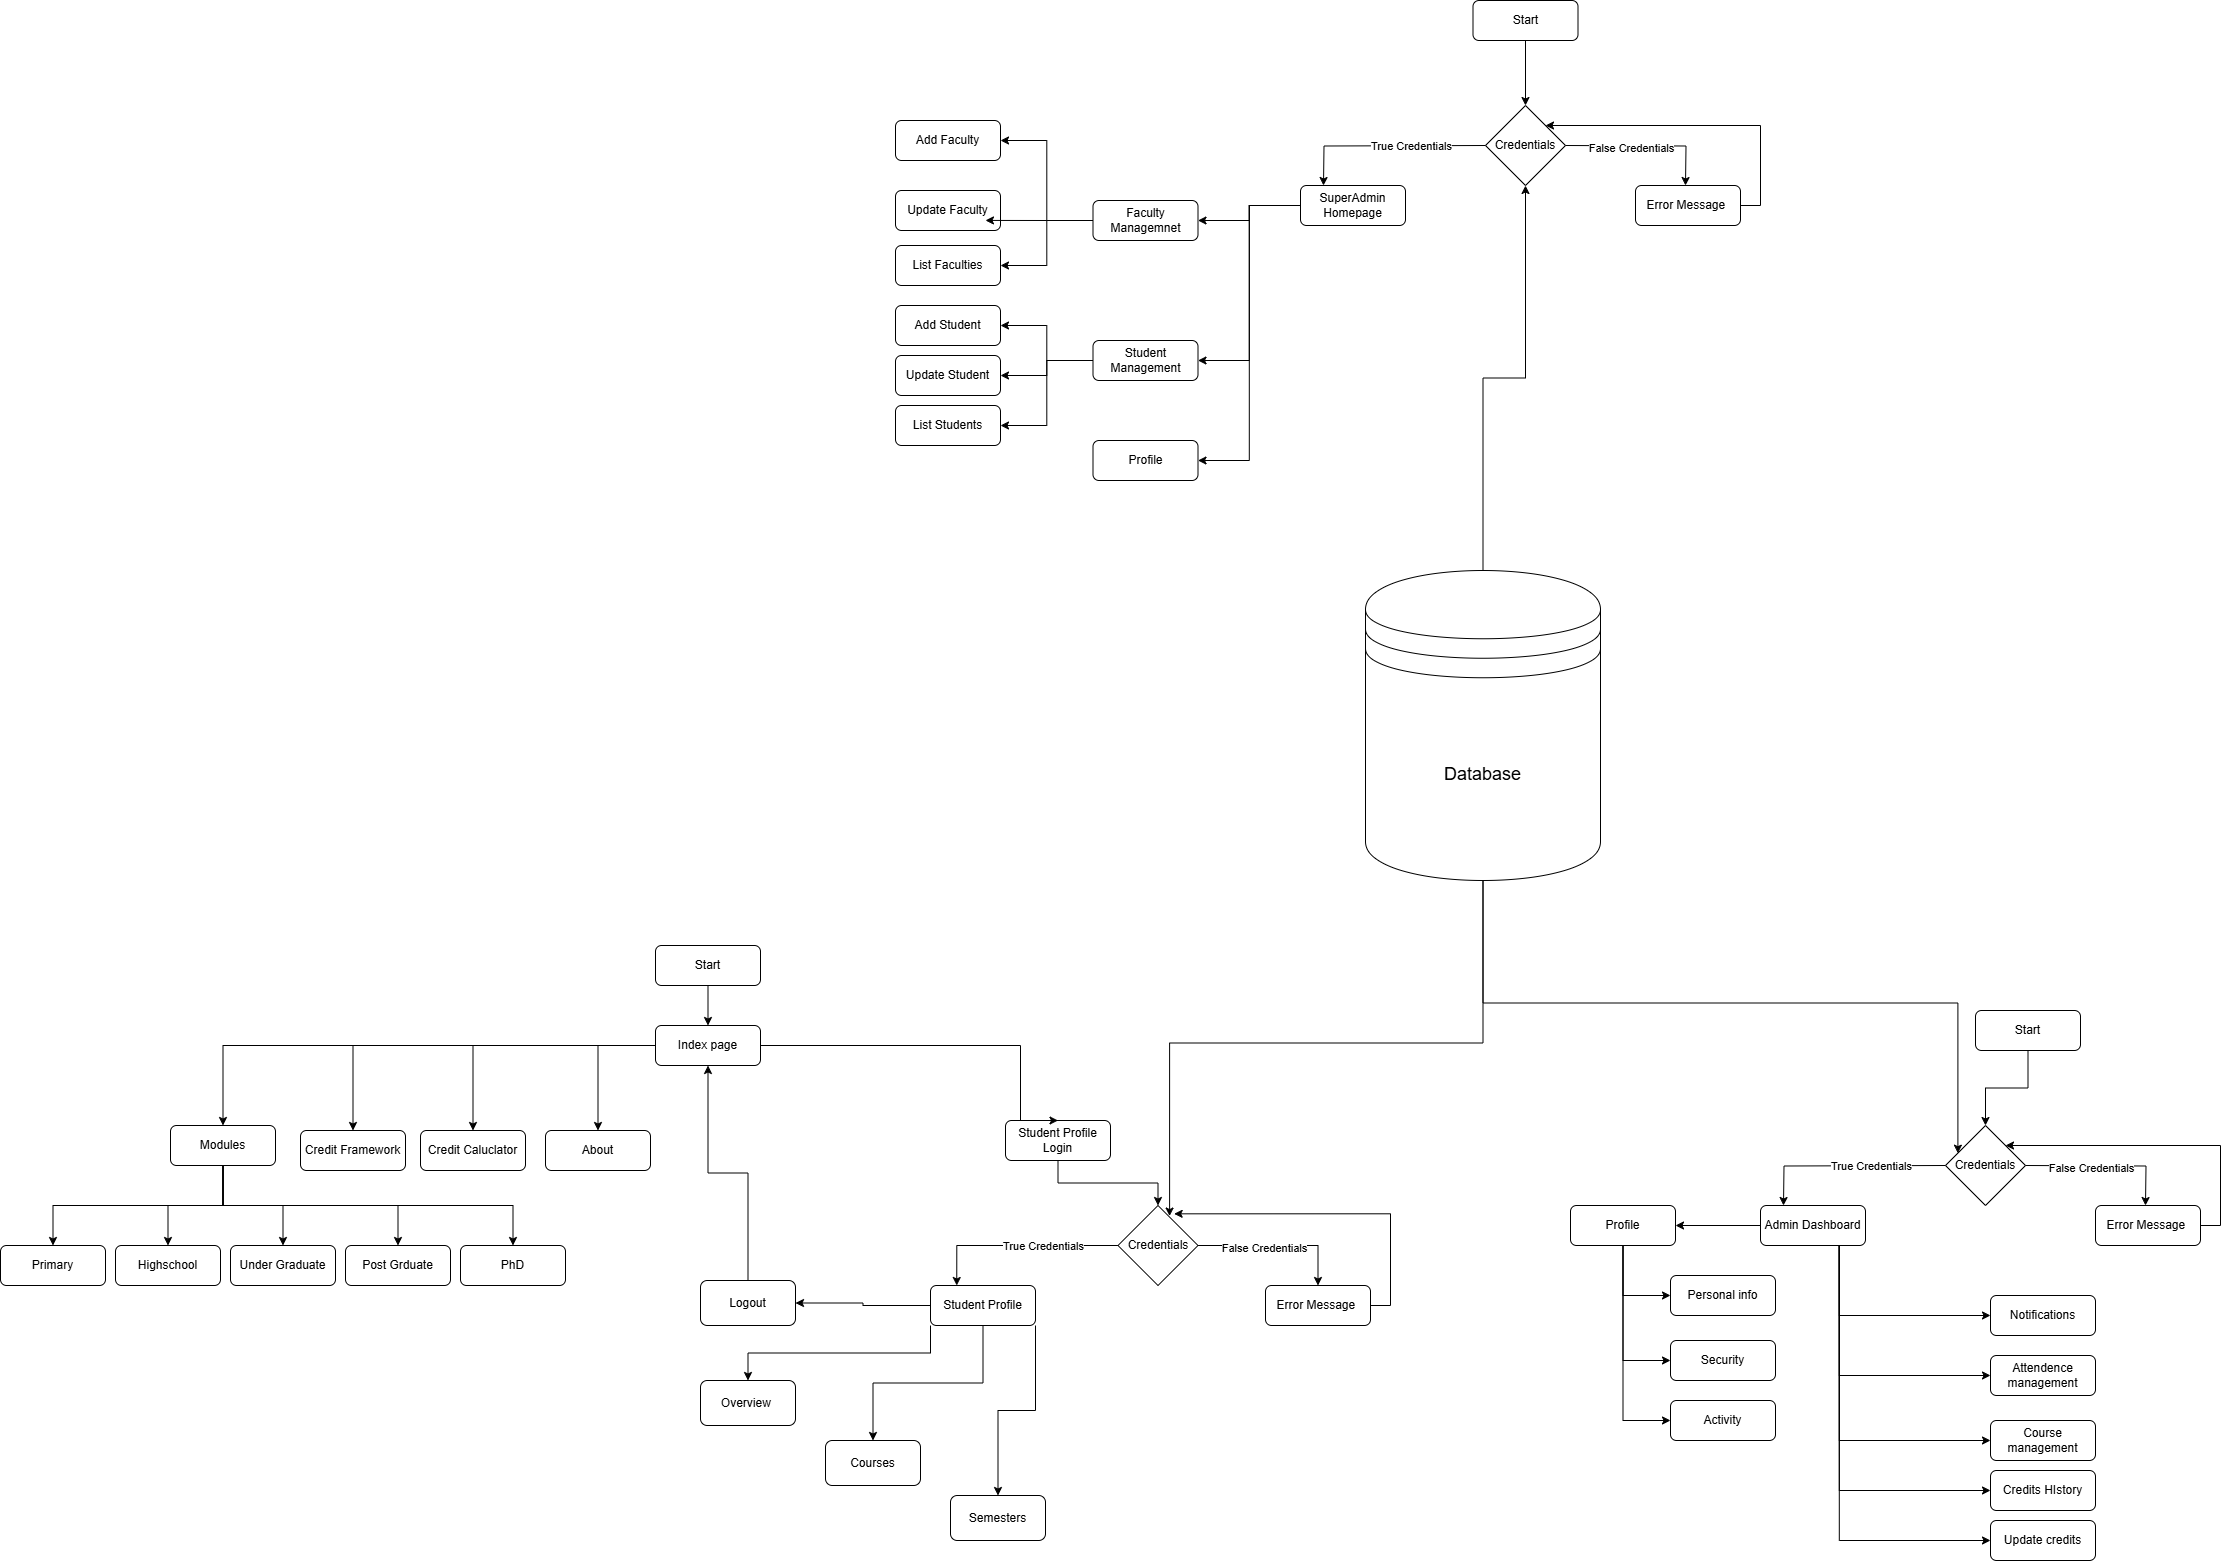 Start
Credentials
True Credentials
False Credentials
SuperAdmin
Homepage
Error Message
Add Faculty
Update Faculty
List Faculties
Faculty
Managemnet
Add Student
Update Student
List Students
Student
Management
Profile
Database
Start
Index page
Modules
Credit Framework
Credit Caluclator
About
Primary
Highschool
Under Graduate
Post Grduate
PhD
Student Profile
Login
Credentials
True Credentials
False Credentials
Student Profile
Error Message
Logout
Overview
Courses
Semesters
Start
Credentials
True Credentials
False Credentials
Profile
Admin Dashboard
Error Message
Personal info
Security
Activity
Notifications
Attendence
management
Course
management
Credits HIstory
Update credits